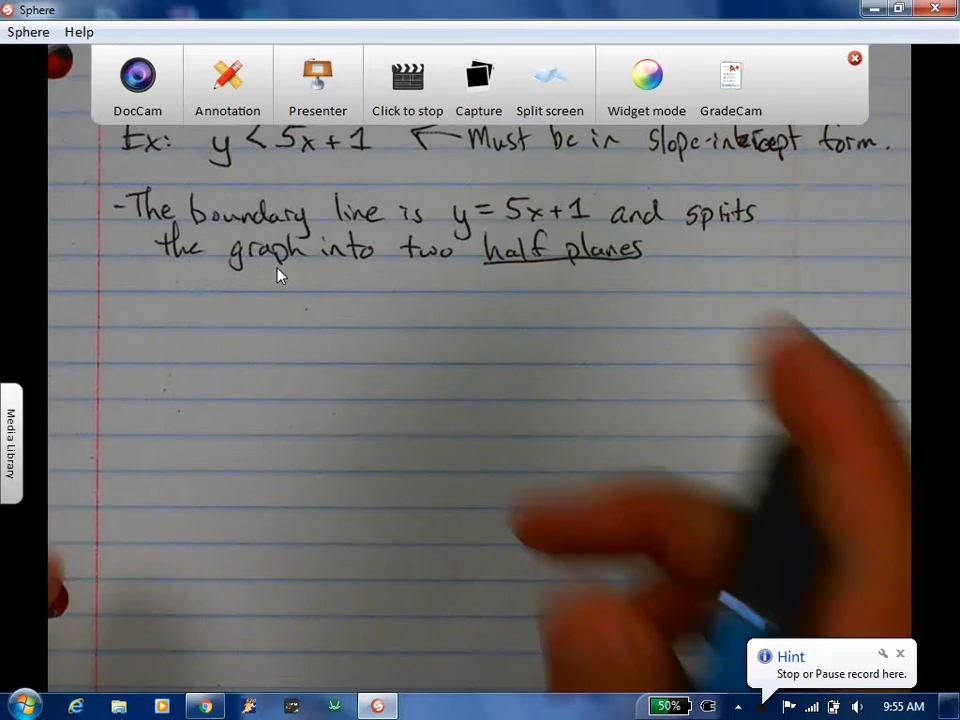 Sphere
Sphere Help
DocCam Annotation Presenter Click to stop Capture Split screen Widget mode GradeCam
A+
Ex: y < 5x + 1 ← Must be in slope-intercept form.
- The boundary line is y = 5x + 1 and splits
the graph into two half planes
Media Library
Hint
Stop or Pause record here.
50% 9:55 AM